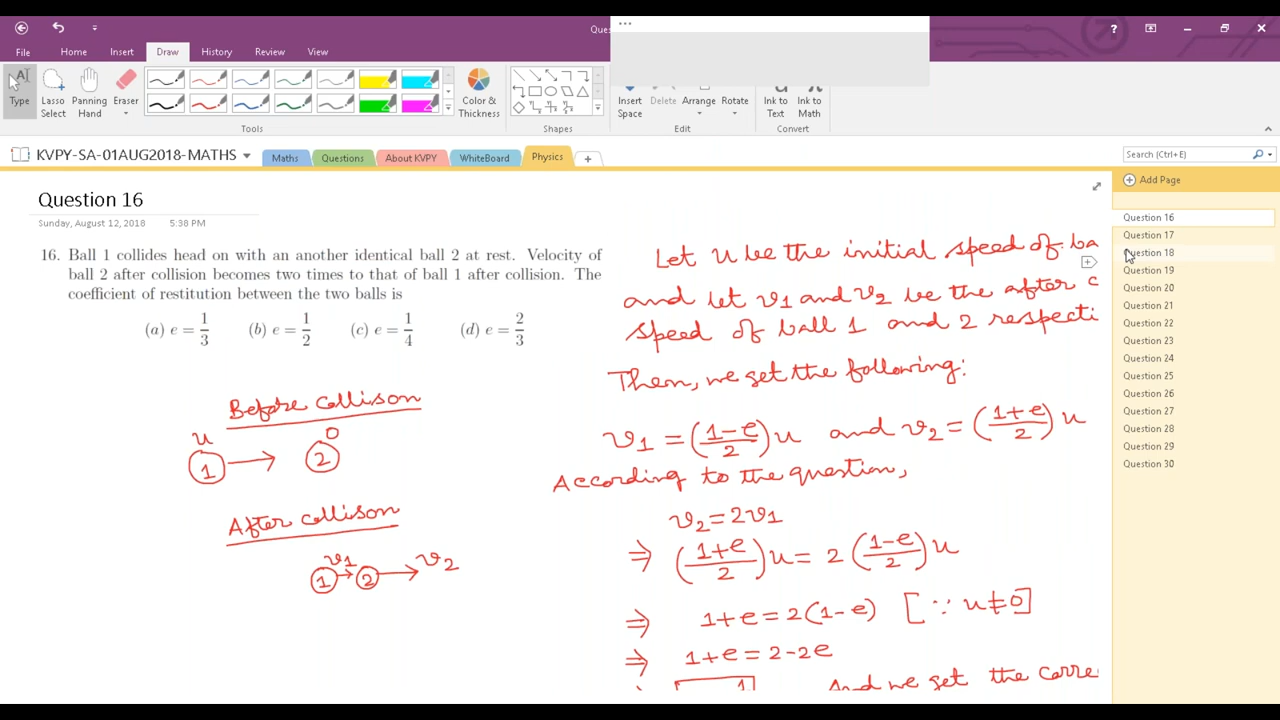 Ques
File
Home
Insert
Draw
History
Review
View
Type
Lasso Select
Panning Hand
Eraser
Color & Thickness
Insert Space
Delete
Arrange
Rotate
Ink to Text
Ink to Math
Tools
Shapes
Edit
Convert
KVPY-SA-01AUG2018-MATHS
Maths
Questions
About KVPY
WhiteBoard
Physics
Search (Ctrl+E)
Add Page
Question 16
Sunday, August 12, 2018 5:38 PM
16. Ball 1 collides head on with an another identical ball 2 at rest. Velocity of
ball 2 after collision becomes two times to that of ball 1 after collision. The
coefficient of restitution between the two balls is
(a) e = 1/3 (b) e = 1/2 (c) e = 1/4 (d) e = 2/3
Before collison
u 0
1 2
After collison
v1 v2
1 2
Let u be the initial speed of ba
and let v1 and v2 be the after c
speed of ball 1 and 2 respecti
Then, we get the following:
v1 = ((1-e)/2) u and v2 = ((1+e)/2) u
According to the question,
v2 = 2v1
⇒ ((1+e)/2) u = 2 ((1-e)/2) u
⇒ 1+e = 2(1-e) [∵ u≠0]
⇒ 1+e = 2-2e
1 And we get the corre
Question 16
Question 17
Question 18
Question 19
Question 20
Question 21
Question 22
Question 23
Question 24
Question 25
Question 26
Question 27
Question 28
Question 29
Question 30